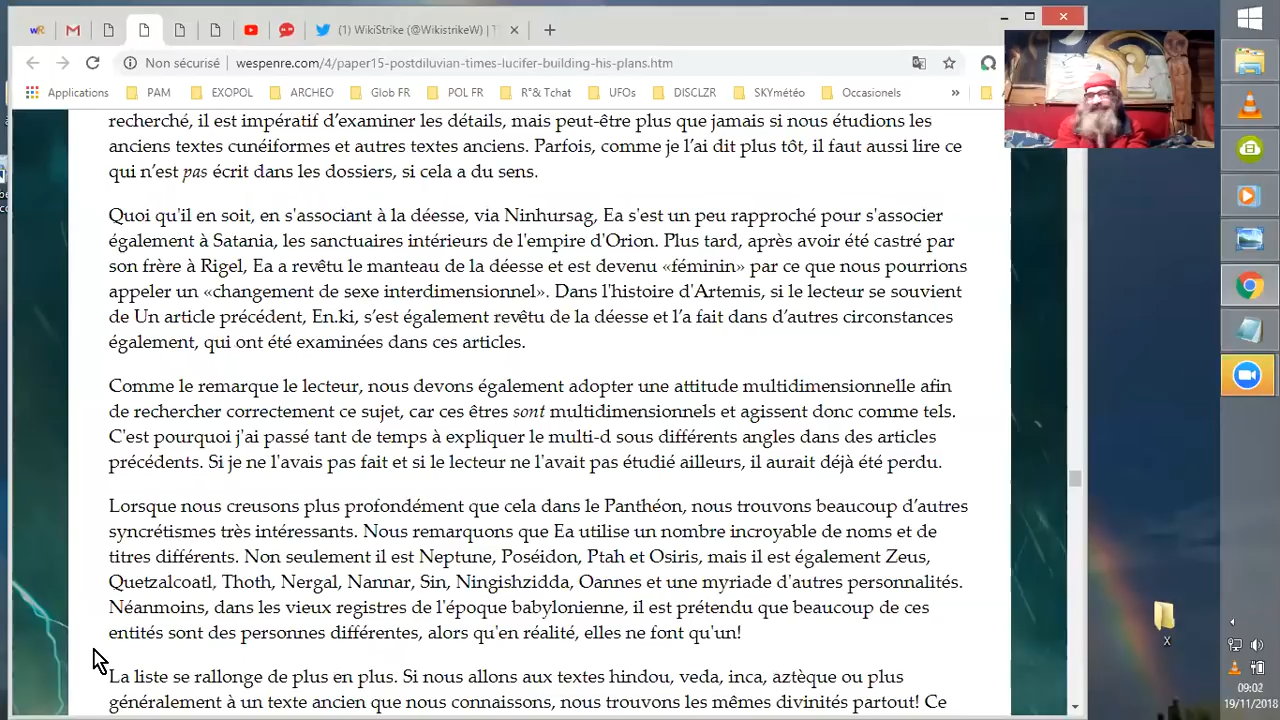 (1) WikiStrike (@WikistrikeW) | T
Non sécurisé | wespenre.com/4/paper13-postdiluvian-times-lucifer-building-his-plans.htm
Applications PAM EXOPOL ARCHEO FR POL FR Tchat UFOS DISCLZR SKYmétéo Occasionels »
recherché, il est impératif d'examiner les détails, mais peut-être plus que jamais si nous étudions les
anciens textes cunéiformes et autres textes anciens. Parfois, comme je l'ai dit plus tôt, il faut aussi lire ce
qui n'est pas écrit dans les dossiers, si cela a du sens.
Quoi qu'il en soit, en s'associant à la déesse, via Ninhursag, Ea s'est un peu rapproché pour s'associer
également à Satania, les sanctuaires intérieurs de l'empire d'Orion. Plus tard, après avoir été castré par
son frère à Rigel, Ea a revêtu le manteau de la déesse et est devenu «féminin» par ce que nous pourrions
appeler un «changement de sexe interdimensionnel». Dans l'histoire d'Artemis, si le lecteur se souvient
de Un article précédent, En.ki, s'est également revêtu de la déesse et l'a fait dans d'autres circonstances
également, qui ont été examinées dans ces articles.
Comme le remarque le lecteur, nous devons également adopter une attitude multidimensionnelle afin
de rechercher correctement ce sujet, car ces êtres sont multidimensionnels et agissent donc comme tels.
C'est pourquoi j'ai passé tant de temps à expliquer le multi-d sous différents angles dans des articles
précédents. Si je ne l'avais pas fait et si le lecteur ne l'avait pas étudié ailleurs, il aurait déjà été perdu.
Lorsque nous creusons plus profondément que cela dans le Panthéon, nous trouvons beaucoup d'autres
syncrétismes très intéressants. Nous remarquons que Ea utilise un nombre incroyable de noms et de
titres différents. Non seulement il est Neptune, Poséidon, Ptah et Osiris, mais il est également Zeus,
Quetzalcoatl, Thoth, Nergal, Nannar, Sin, Ningishzidda, Oannes et une myriade d'autres personnalités.
Néanmoins, dans les vieux registres de l'époque babylonienne, il est prétendu que beaucoup de ces
entités sont des personnes différentes, alors qu'en réalité, elles ne font qu'un!
La liste se rallonge de plus en plus. Si nous allons aux textes hindou, veda, inca, aztèque ou plus
généralement à un texte ancien que nous connaissons, nous trouvons les mêmes divinités partout! Ce
X
09:02
19/11/2018